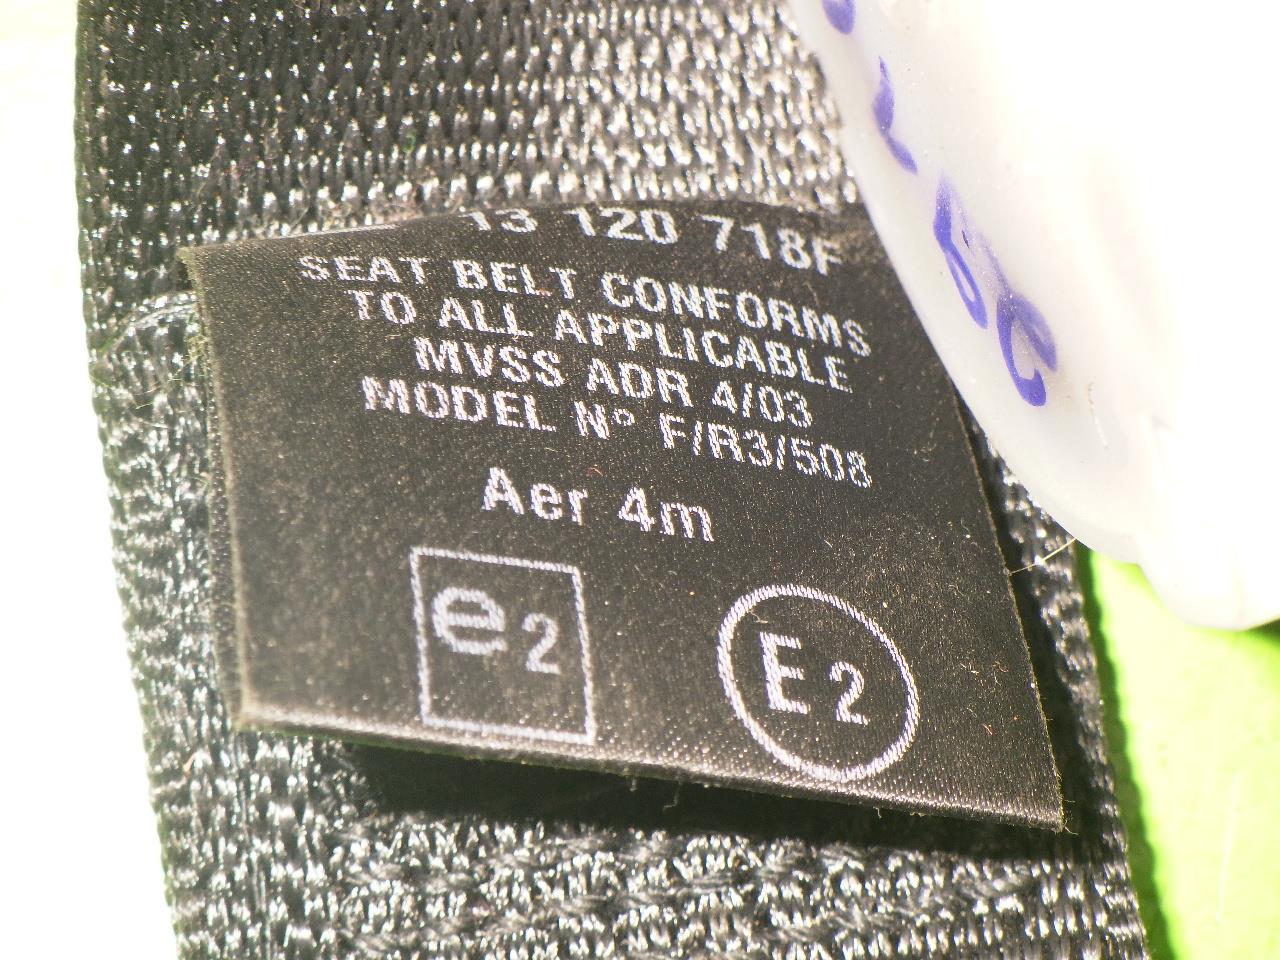 13 120 718F
SEAT BELT CONFORMS
TO ALL APPLICABLE
MVSS ADR 4/03
MODEL Nº F/R3/508
Aer 4m
e2
E2